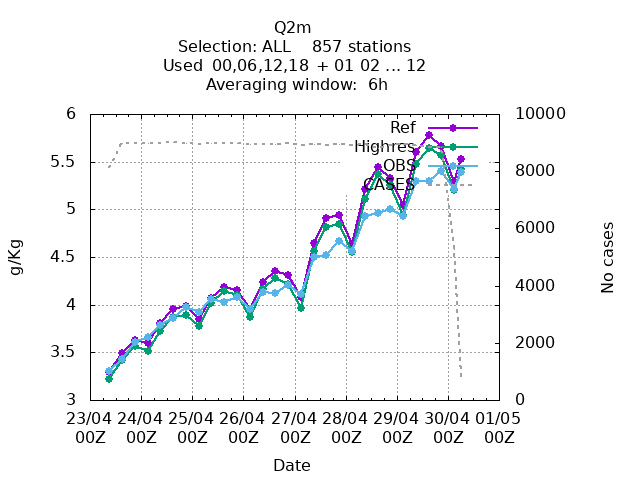 Q2m
Selection: ALL    857 stations
Used  00,06,12,18  + 01 02 ... 12
Averaging window:  6h
6
5.5
5
4.5
4
3.5
3
10000
8000
6000
4000
2000
0
g/Kg
No cases
Ref
Highres
OBS
CASES
23/04 24/04 25/04 26/04 27/04 28/04 29/04 30/04 01/05
00Z 00Z 00Z 00Z 00Z 00Z 00Z 00Z 00Z
Date